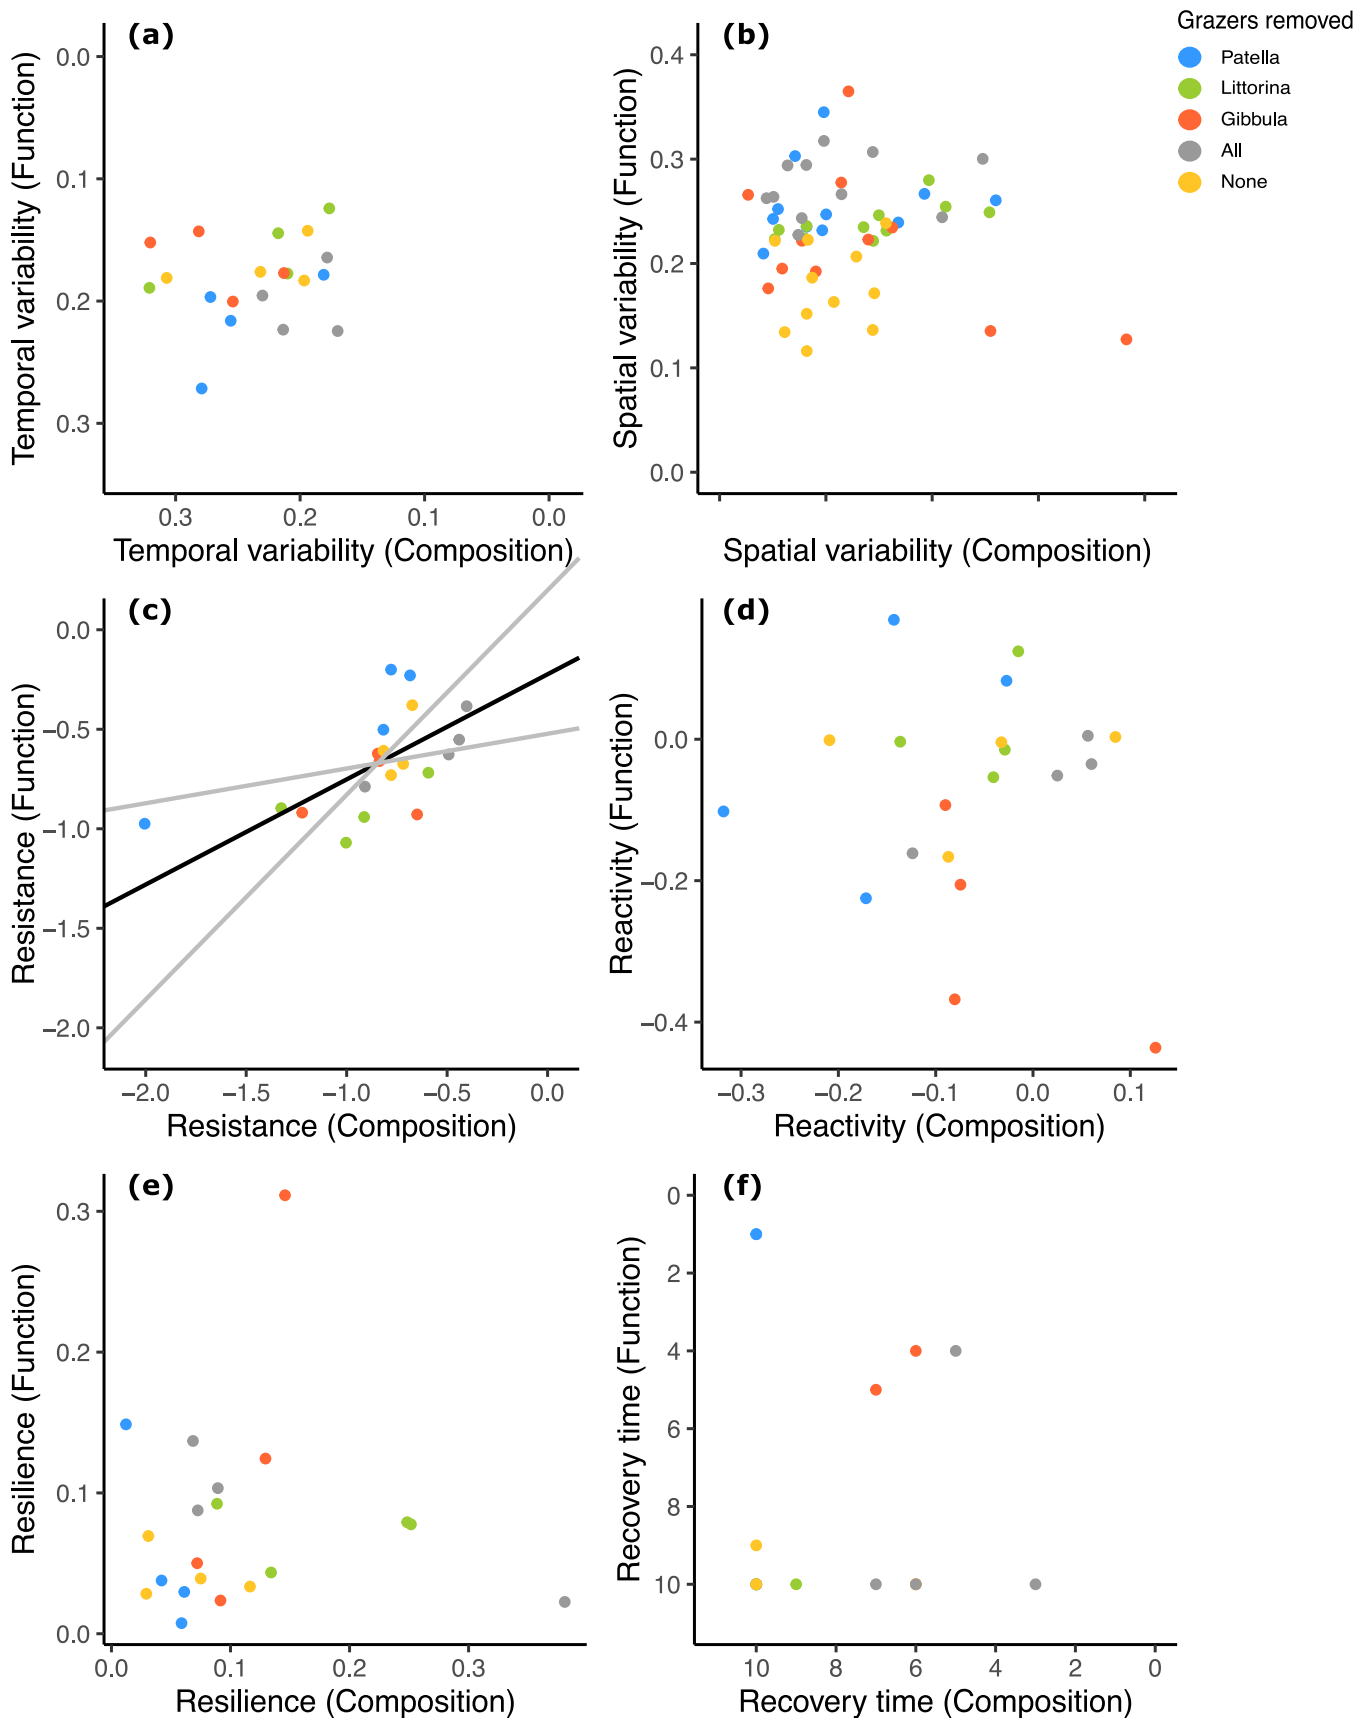 Grazers removed
Patella
Littorina
Gibbula
All
None
(a)
Temporal variability (Function)
0.0
0.1
0.2
0.3
0.3 0.2 0.1 0.0
Temporal variability (Composition)
(b)
Spatial variability (Function)
0.4
0.3
0.2
0.1
0.0
Spatial variability (Composition)
(c)
Resistance (Function)
0.0
−0.5
−1.0
−1.5
−2.0
−2.0 −1.5 −1.0 −0.5 0.0
Resistance (Composition)
(d)
Reactivity (Function)
0.0
−0.2
−0.4
−0.3 −0.2 −0.1 0.0 0.1
Reactivity (Composition)
(e)
Resilience (Function)
0.3
0.2
0.1
0.0
0.0 0.1 0.2 0.3
Resilience (Composition)
(f)
Recovery time (Function)
0
2
4
6
8
10
10 8 6 4 2 0
Recovery time (Composition)